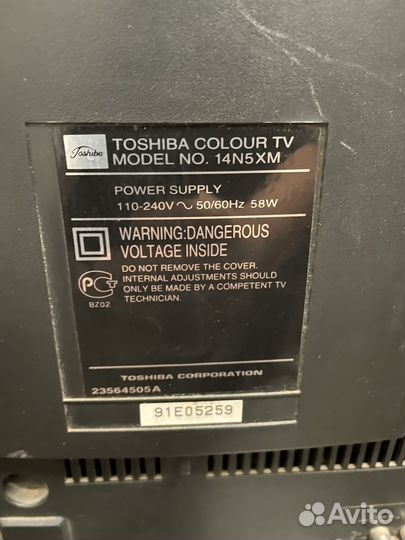 Toshiba
TOSHIBA COLOUR TV
MODEL NO. 14N5XM
POWER SUPPLY
110-240V ～ 50/60Hz 58W
WARNING:DANGEROUS
VOLTAGE INSIDE
DO NOT REMOVE THE COVER.
INTERNAL ADJUSTMENTS SHOULD
ONLY BE MADE BY A COMPETENT TV
TECHNICIAN.
BZ02
TOSHIBA CORPORATION
23564505A
91E05259
Avito